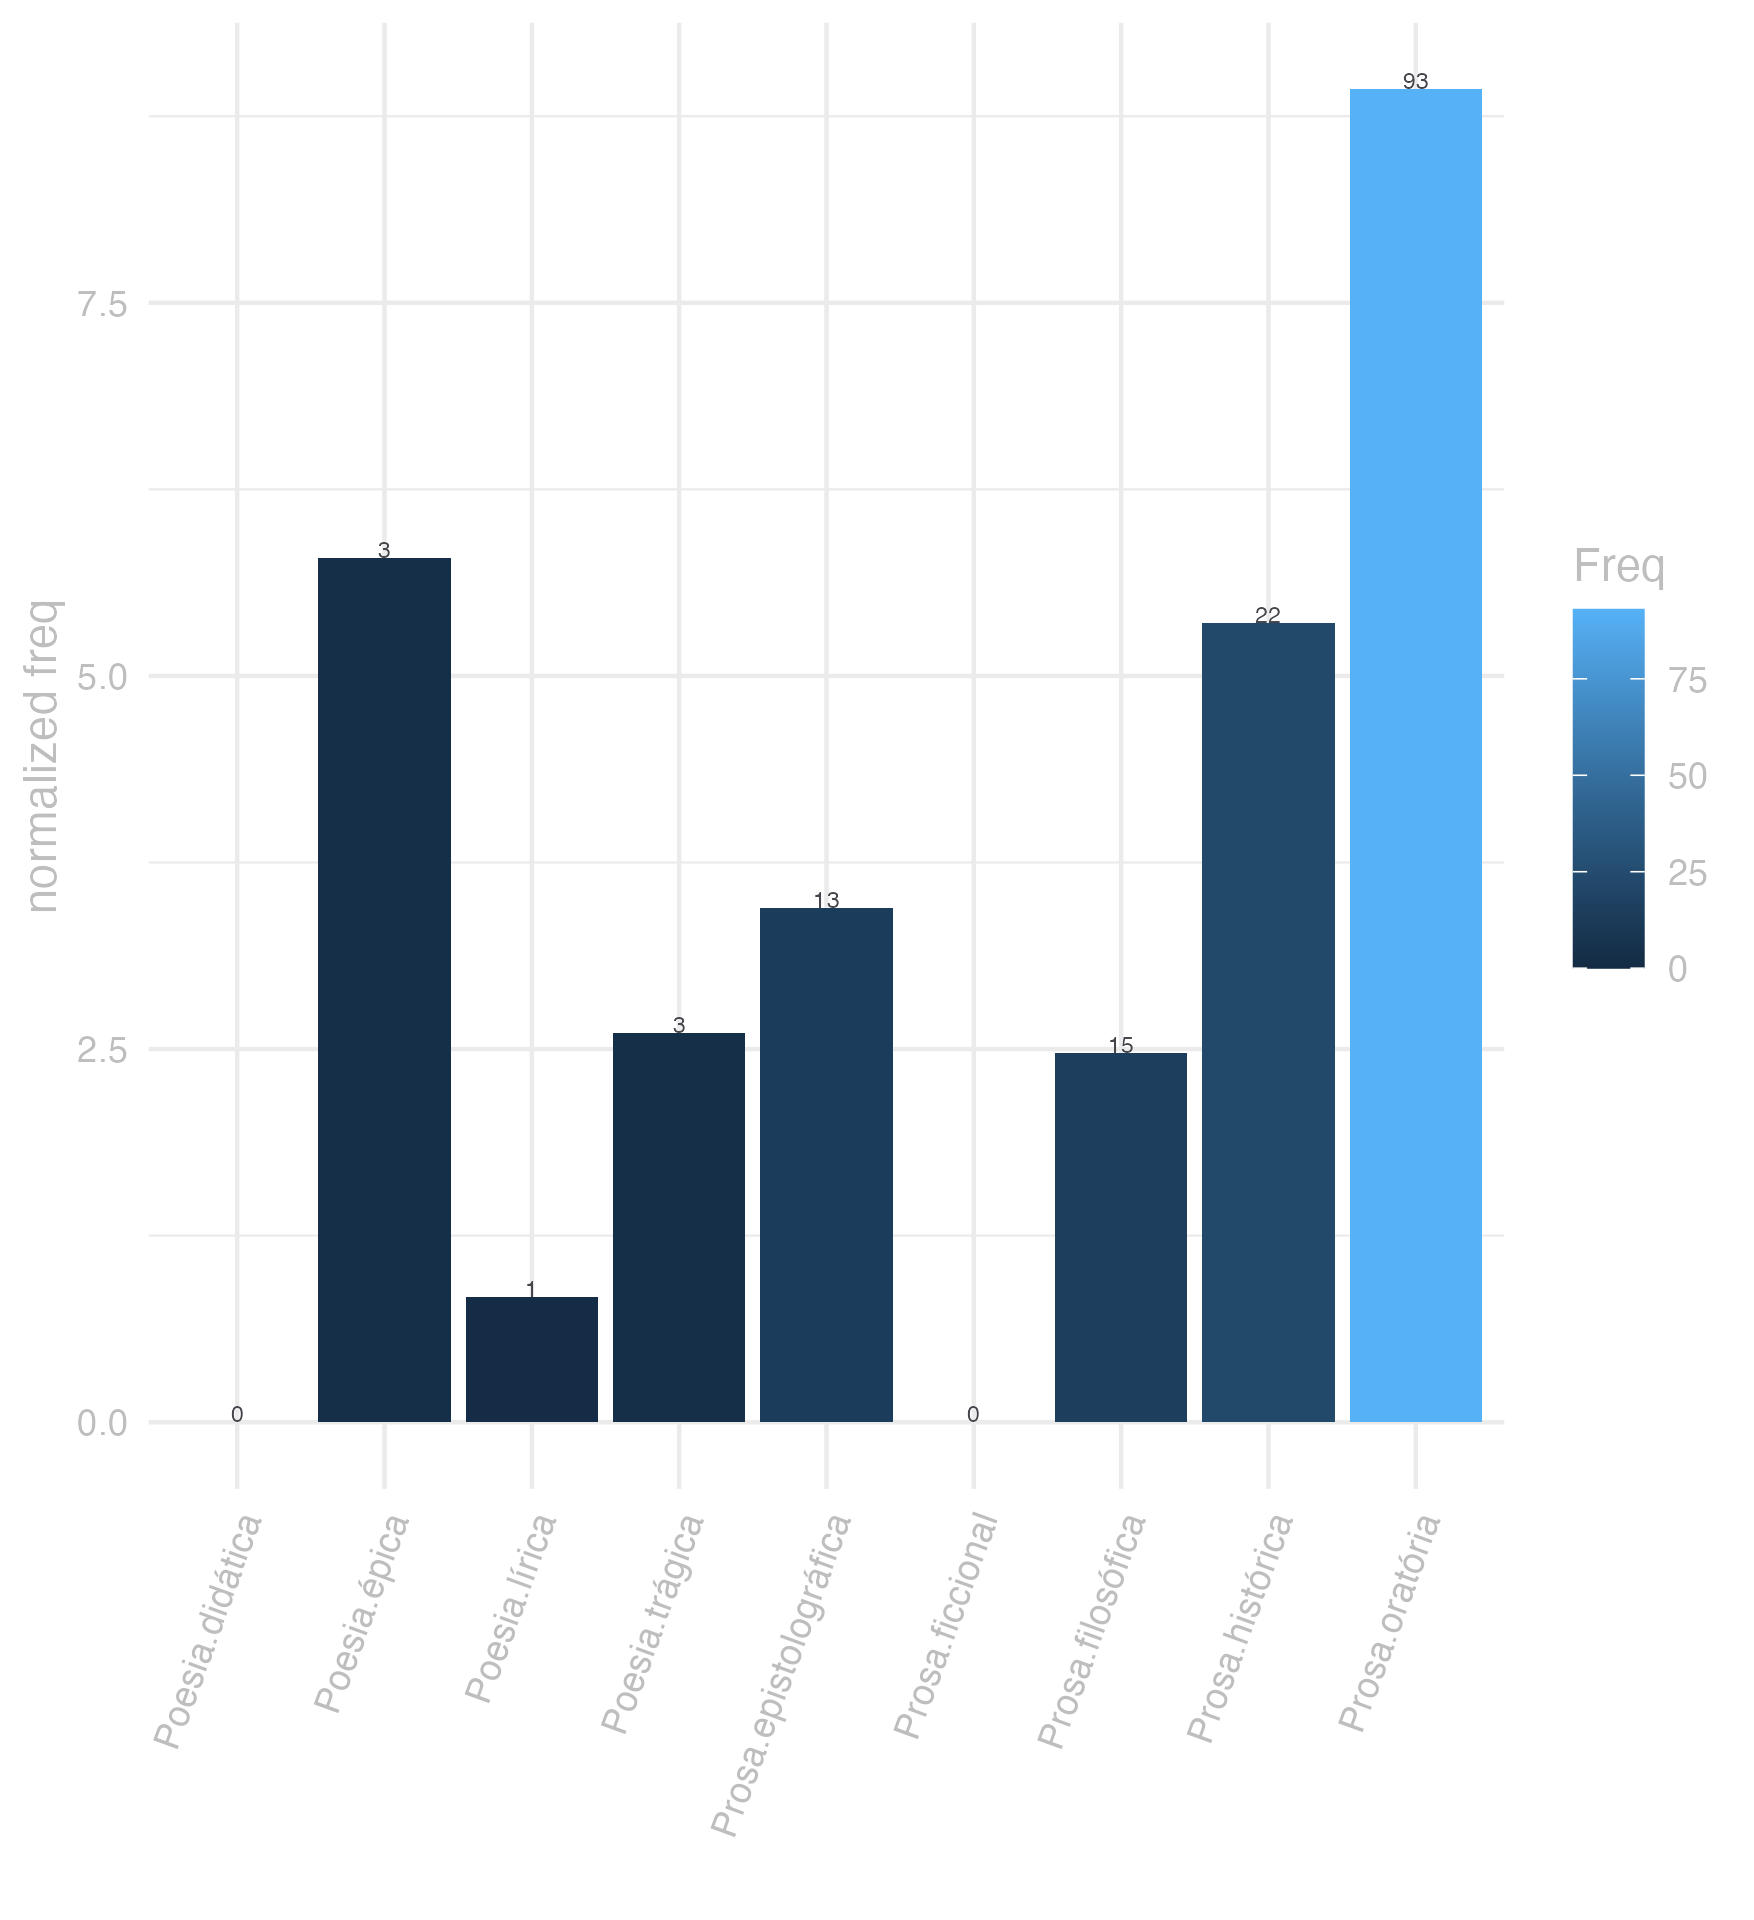 93
7.5
3
22
5.0
13
3
15
2.5
1
0
0
0.0
normalized freq
Freq
75
50
25
0
Poesia.didática
Poesia.épica
Poesia.lírica
Poesia.trágica
Prosa.epistolográfica
Prosa.ficcional
Prosa.filosófica
Prosa.histórica
Prosa.oratória